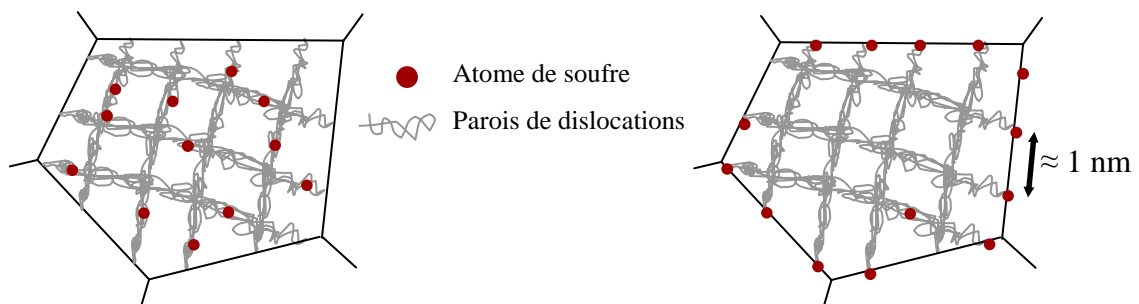 Atome de soufre
Parois de dislocations
≈ 1 nm